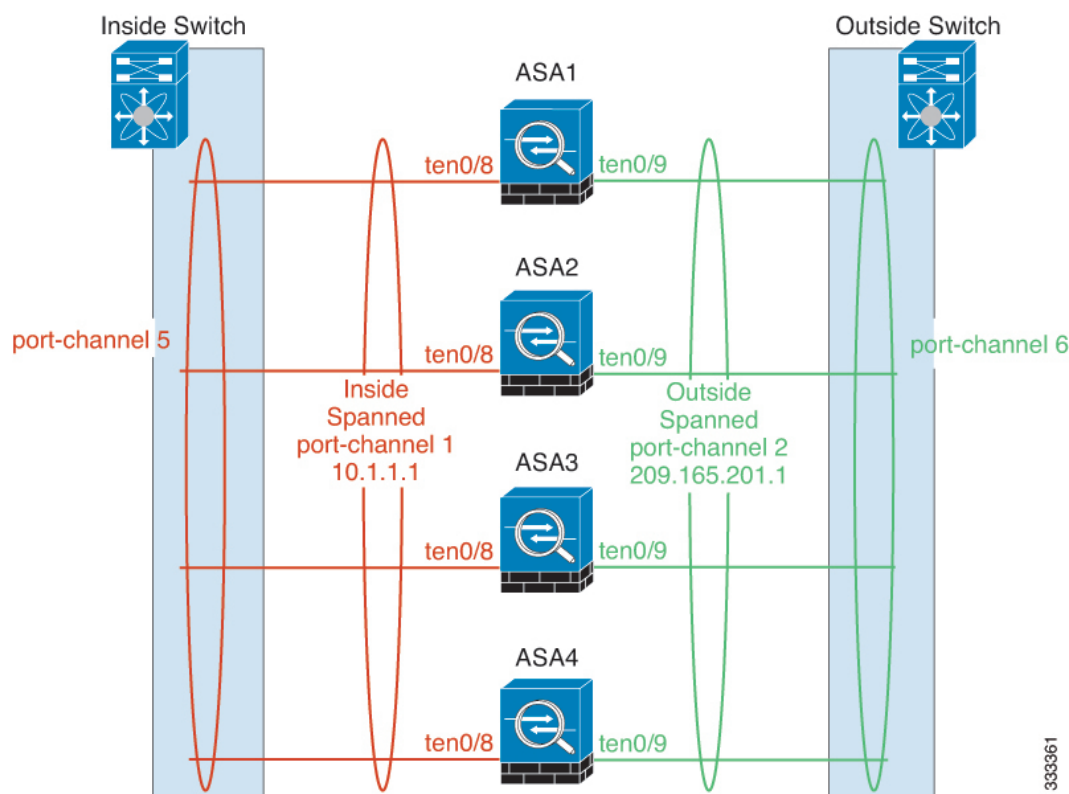 Inside Switch
Outside Switch
ASA1
ten0/8
ten0/9
ASA2
port-channel 5
ten0/8
ten0/9
port-channel 6
Inside
Spanned
port-channel 1
10.1.1.1
Outside
Spanned
port-channel 2
209.165.201.1
ASA3
ten0/8
ten0/9
ASA4
ten0/8
ten0/9
333361